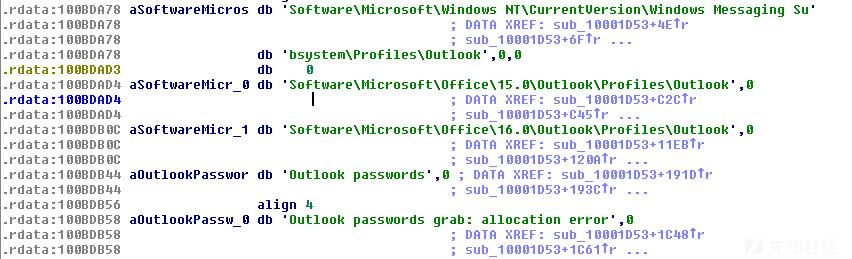 .rdata:100BDA78 aSoftwareMicros db 'Software\Microsoft\Windows NT\CurrentVersion\Windows Messaging Su'
.rdata:100BDA78 ; DATA XREF: sub_10001D53+4E↑r
.rdata:100BDA78 ; sub_10001D53+6F↑r ...
.rdata:100BDA78 db 'bsystem\Profiles\Outlook',0,0
.rdata:100BDAD3 db 0
.rdata:100BDAD4 aSoftwareMicr_0 db 'Software\Microsoft\Office\15.0\Outlook\Profiles\Outlook',0
.rdata:100BDAD4 ; DATA XREF: sub_10001D53+C2C↑r
.rdata:100BDAD4 ; sub_10001D53+C45↑r ...
.rdata:100BDB0C aSoftwareMicr_1 db 'Software\Microsoft\Office\16.0\Outlook\Profiles\Outlook',0
.rdata:100BDB0C ; DATA XREF: sub_10001D53+11EB↑r
.rdata:100BDB0C ; sub_10001D53+120A↑r ...
.rdata:100BDB44 aOutlookPasswor db 'Outlook passwords',0 ; DATA XREF: sub_10001D53+191D↑r
.rdata:100BDB44 ; sub_10001D53+193C↑r ...
.rdata:100BDB56 align 4
.rdata:100BDB58 aOutlookPassw_0 db 'Outlook passwords grab: allocation error',0
.rdata:100BDB58 ; DATA XREF: sub_10001D53+1C48↑r
.rdata:100BDB58 ; sub_10001D53+1C61↑r ...
先知社区